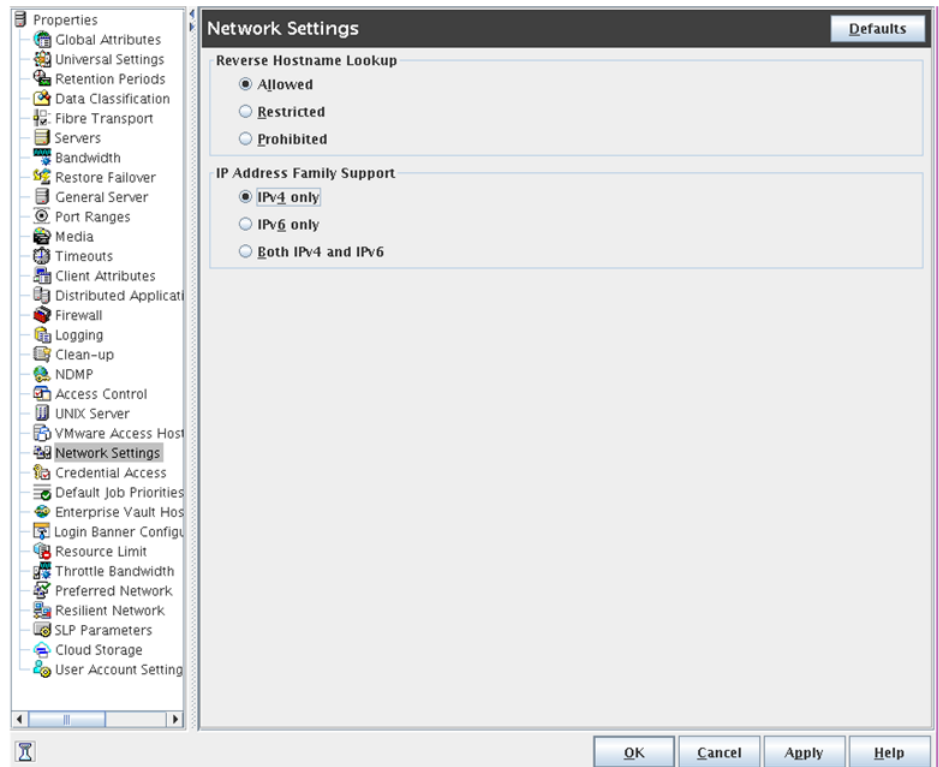 Properties
Global Attributes
Universal Settings
Retention Periods
Data Classification
Fibre Transport
Servers
Bandwidth
Restore Failover
General Server
Port Ranges
Media
Timeouts
Client Attributes
Distributed Applicati
Firewall
Logging
Clean-up
NDMP
Access Control
UNIX Server
VMware Access Host
Network Settings
Credential Access
Default Job Priorities
Enterprise Vault Hos
Login Banner Configu
Resource Limit
Throttle Bandwidth
Preferred Network
Resilient Network
SLP Parameters
Cloud Storage
User Account Setting
Network Settings
Defaults
Reverse Hostname Lookup
Allowed
Restricted
Prohibited
IP Address Family Support
IPv4 only
IPv6 only
Both IPv4 and IPv6
OK Cancel Apply Help